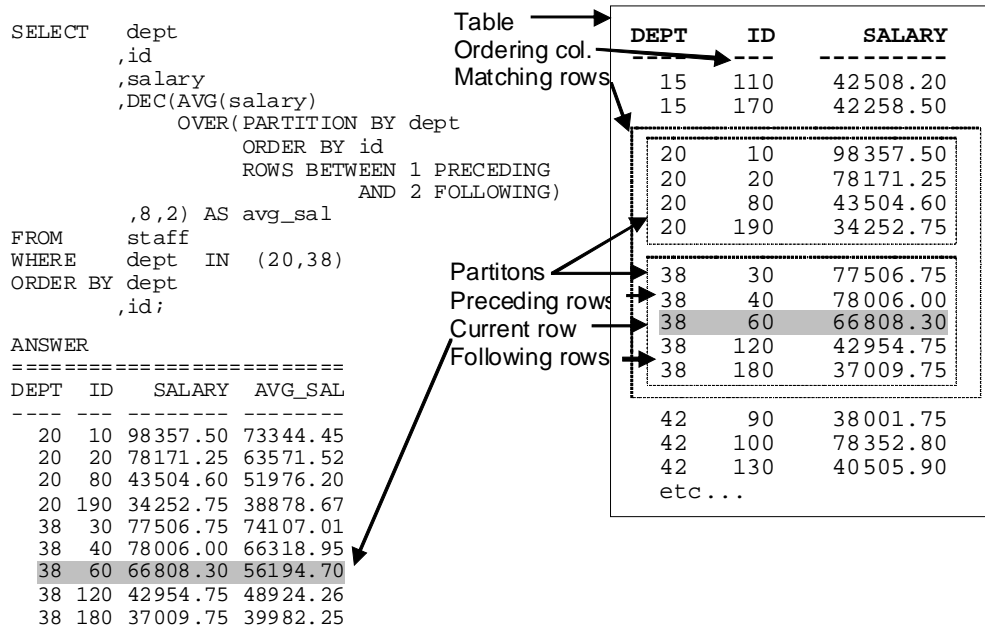 SELECT dept
,id
,salary
,DEC(AVG(salary)
OVER(PARTITION BY dept
ORDER BY id
ROWS BETWEEN 1 PRECEDING
AND 2 FOLLOWING)
,8,2) AS avg_sal
FROM staff
WHERE dept IN (20,38)
ORDER BY dept
,id;
ANSWER
==========================
DEPT ID SALARY AVG_SAL
---- --- -------- --------
20 10 98357.50 73344.45
20 20 78171.25 63571.52
20 80 43504.60 51976.20
20 190 34252.75 38878.67
38 30 77506.75 74107.01
38 40 78006.00 66318.95
38 60 66808.30 56194.70
38 120 42954.75 48924.26
38 180 37009.75 39982.25
Table
Ordering col.
Matching rows
Partitons
Preceding rows
Current row
Following rows
DEPT ID SALARY
---- --- --------
15 110 42508.20
15 170 42258.50
20 10 98357.50
20 20 78171.25
20 80 43504.60
20 190 34252.75
38 30 77506.75
38 40 78006.00
38 60 66808.30
38 120 42954.75
38 180 37009.75
42 90 38001.75
42 100 78352.80
42 130 40505.90
etc...